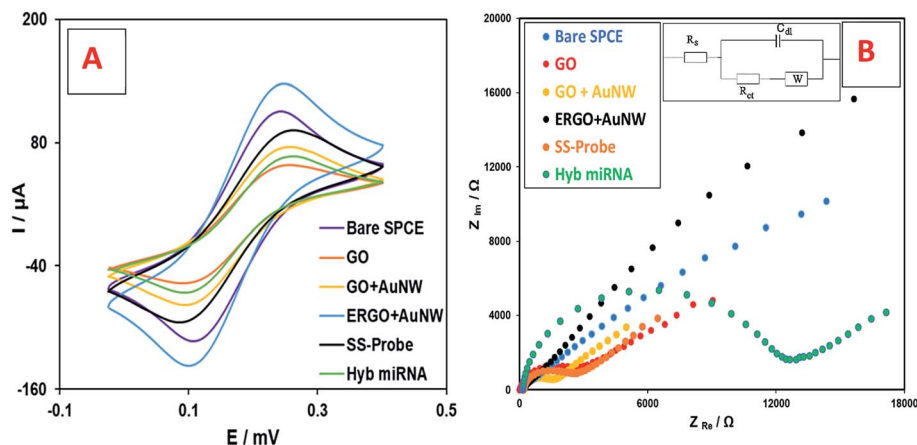 A
200
80
-40
-160
I / µA
-0.1
0.1
0.3
0.5
E / mV
Bare SPCE
GO
GO+AuNW
ERGO+AuNW
SS-Probe
Hyb miRNA
B
20000
16000
12000
8000
4000
0
Z Im / Ω
0
6000
12000
18000
Z Re / Ω
Bare SPCE
GO
GO + AuNW
ERGO+AuNW
SS-Probe
Hyb miRNA
Rs
Cdl
Rct
W